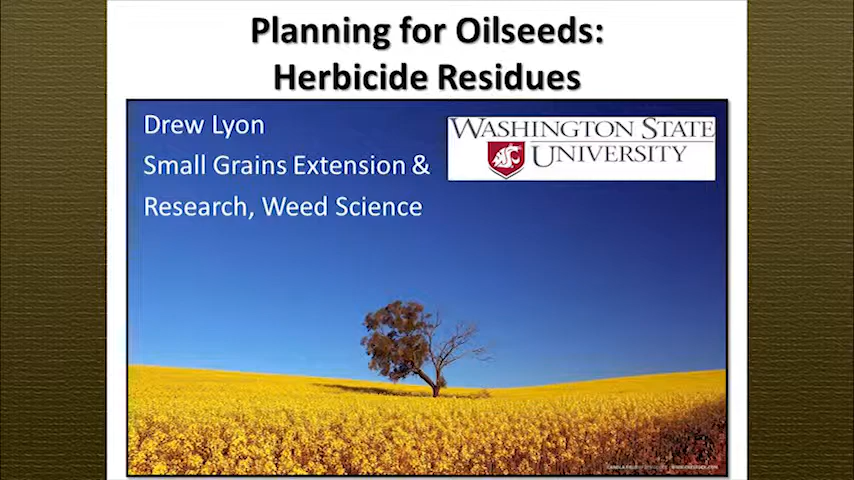 Planning for Oilseeds:
Herbicide Residues
Drew Lyon
Small Grains Extension &
Research, Weed Science
WASHINGTON STATE
UNIVERSITY